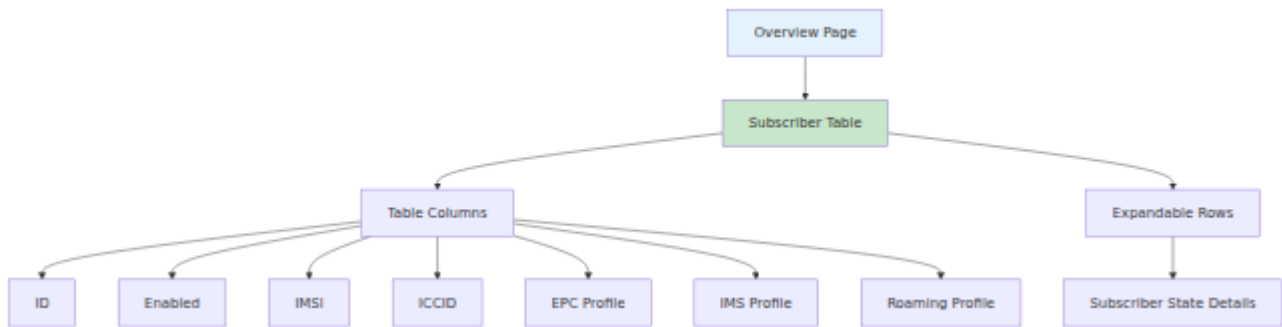 Overview Page
Subscriber Table
Table Columns
Expandable Rows
ID
Enabled
IMSI
ICCID
EPC Profile
IMS Profile
Roaming Profile
Subscriber State Details